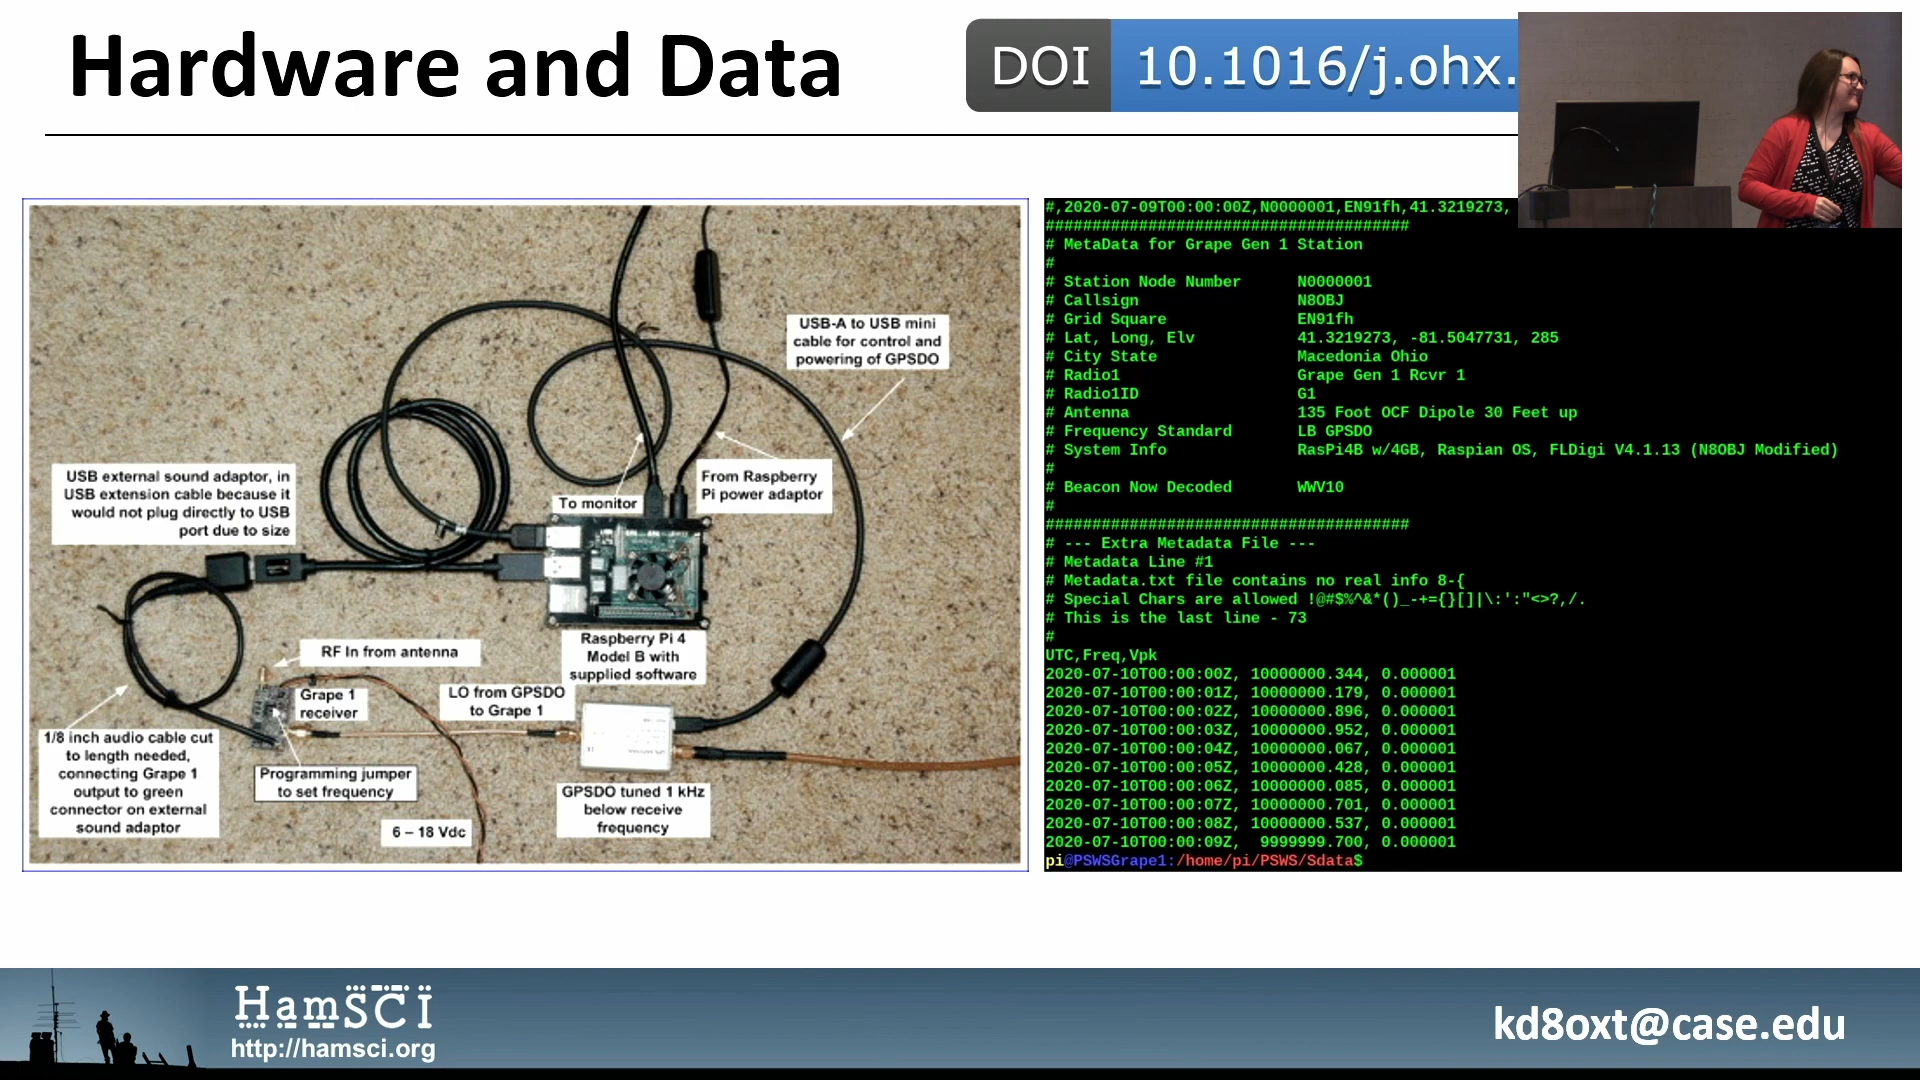 Hardware and Data
DOI 10.1016/j.ohx.
USB-A to USB mini
cable for control and
powering of GPSDO
USB external sound adaptor, in
USB extension cable because it
would not plug directly to USB
port due to size
To monitor
From Raspberry
Pi power adaptor
Raspberry Pi 4
Model B with
supplied software
RF In from antenna
Grape 1
receiver
LO from GPSDO
to Grape 1
1/8 inch audio cable cut
to length needed,
connecting Grape 1
output to green
connector on external
sound adaptor
Programming jumper
to set frequency
6 – 18 Vdc
GPSDO tuned 1 kHz
below receive
frequency
#,2020-07-09T00:00:00Z,N0000001,EN91fh,41.3219273,
#######################################
# MetaData for Grape Gen 1 Station
#
# Station Node Number N0000001
# Callsign N8OBJ
# Grid Square EN91fh
# Lat, Long, Elv 41.3219273, -81.5047731, 285
# City State Macedonia Ohio
# Radio1 Grape Gen 1 Rcvr 1
# Radio1ID G1
# Antenna 135 Foot OCF Dipole 30 Feet up
# Frequency Standard LB GPSDO
# System Info RasPi4B w/4GB, Raspian OS, FLDigi V4.1.13 (N8OBJ Modified)
#
# Beacon Now Decoded WWV10
#
#######################################
# --- Extra Metadata File ---
# Metadata Line #1
# Metadata.txt file contains no real info 8-{
# Special Chars are allowed !@#$%^&*()_-+={}[]|\:';"<>?,/.
# This is the last line - 73
#
UTC,Freq,Vpk
2020-07-10T00:00:00Z, 10000000.344, 0.000001
2020-07-10T00:00:01Z, 10000000.179, 0.000001
2020-07-10T00:00:02Z, 10000000.896, 0.000001
2020-07-10T00:00:03Z, 10000000.952, 0.000001
2020-07-10T00:00:04Z, 10000000.067, 0.000001
2020-07-10T00:00:05Z, 10000000.428, 0.000001
2020-07-10T00:00:06Z, 10000000.085, 0.000001
2020-07-10T00:00:07Z, 10000000.701, 0.000001
2020-07-10T00:00:08Z, 10000000.537, 0.000001
2020-07-10T00:00:09Z, 9999999.700, 0.000001
pi@PSWSGrape1:/home/pi/PSWS/Sdata$
HamSCI
http://hamsci.org
kd8oxt@case.edu